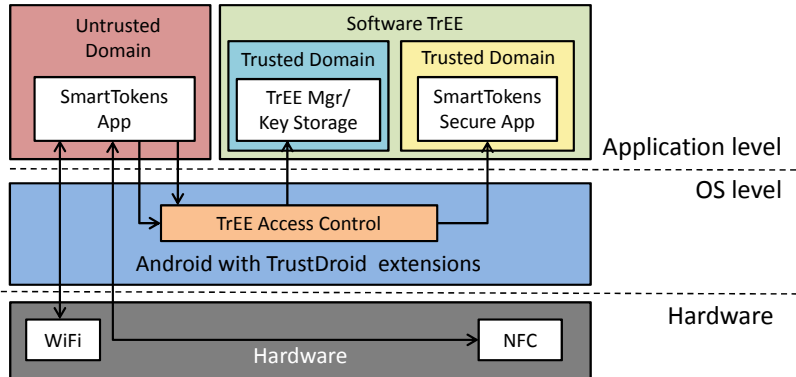 Untrusted
Domain
SmartTokens
App
Software TrEE
Trusted Domain
TrEE Mgr/
Key Storage
Trusted Domain
SmartTokens
Secure App
Application level
OS level
TrEE Access Control
Android with TrustDroid extensions
Hardware
WiFi
Hardware
NFC